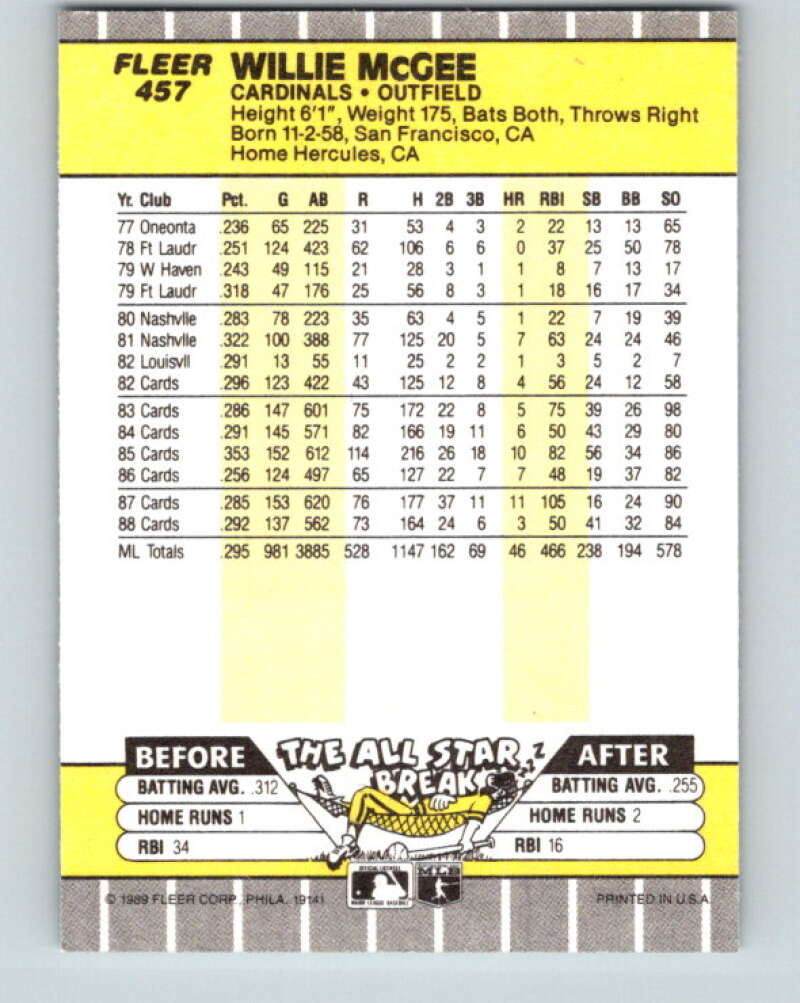 FLEER WILLIE McGEE
457 CARDINALS • OUTFIELD
Height 6'1", Weight 175, Bats Both, Throws Right
Born 11-2-58, San Francisco, CA
Home Hercules, CA
Yr. Club Pct. G AB R H 2B 3B HR RBI SB BB SO
77 Oneonta .236 65 225 31 53 4 3 2 22 13 13 65
78 Ft Laudr .251 124 423 62 106 6 6 0 37 25 50 78
79 W Haven .243 49 115 21 28 3 1 1 8 7 13 17
79 Ft Laudr .318 47 176 25 56 8 3 1 18 16 17 34
80 Nashvlle .283 78 223 35 63 4 5 1 22 7 19 39
81 Nashvlle .322 100 388 77 125 20 5 7 63 24 24 46
82 Louisvll .291 13 55 11 25 2 2 1 3 5 2 7
82 Cards .296 123 422 43 125 12 8 4 56 24 12 58
83 Cards .286 147 601 75 172 22 8 5 75 39 26 98
84 Cards .291 145 571 82 166 19 11 6 50 43 29 80
85 Cards .353 152 612 114 216 26 18 10 82 56 34 86
86 Cards .256 124 497 65 127 22 7 7 48 19 37 82
87 Cards .285 153 620 76 177 37 11 11 105 16 24 90
88 Cards .292 137 562 73 164 24 6 3 50 41 32 84
ML Totals .295 981 3885 528 1147 162 69 46 466 238 194 578
BEFORE THE ALL STAR BREAK AFTER
BATTING AVG. .312 BATTING AVG. .255
HOME RUNS 1 HOME RUNS 2
RBI 34 RBI 16
OFFICIAL LICENSEE
MAJOR LEAGUE BASEBALL
MLB
© 1989 FLEER CORP., PHILA. 19141 PRINTED IN U.S.A.